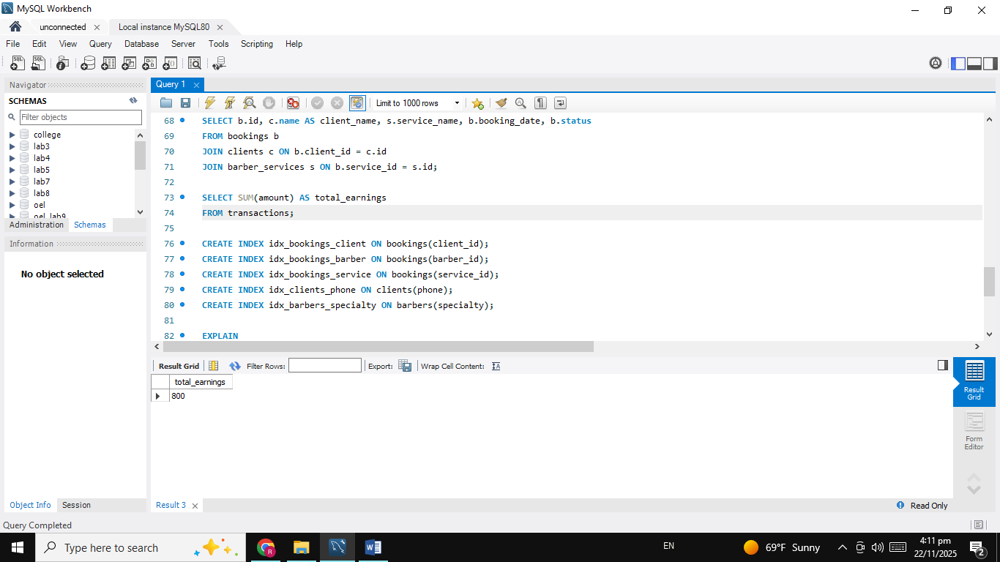 MySQL Workbench
unconnected
Local instance MySQL80
File Edit View Query Database Server Tools Scripting Help
Navigator
SCHEMAS
Filter objects
college
lab3
lab4
lab5
lab7
lab8
oel
oel_lab9
Administration Schemas
Information
No object selected
Object Info Session
Query 1
Limit to 1000 rows
68 SELECT b.id, c.name AS client_name, s.service_name, b.booking_date, b.status
69 FROM bookings b
70 JOIN clients c ON b.client_id = c.id
71 JOIN barber_services s ON b.service_id = s.id;
72
73 SELECT SUM(amount) AS total_earnings
74 FROM transactions;
75
76 CREATE INDEX idx_bookings_client ON bookings(client_id);
77 CREATE INDEX idx_bookings_barber ON bookings(barber_id);
78 CREATE INDEX idx_bookings_service ON bookings(service_id);
79 CREATE INDEX idx_clients_phone ON clients(phone);
80 CREATE INDEX idx_barbers_specialty ON barbers(specialty);
81
82 EXPLAIN
Result Grid Filter Rows: Export: Wrap Cell Content:
total_earnings
800
Result
Grid
Form
Editor
Result 3
Read Only
Query Completed
Type here to search
EN
69°F Sunny
4:11 pm
22/11/2025
2